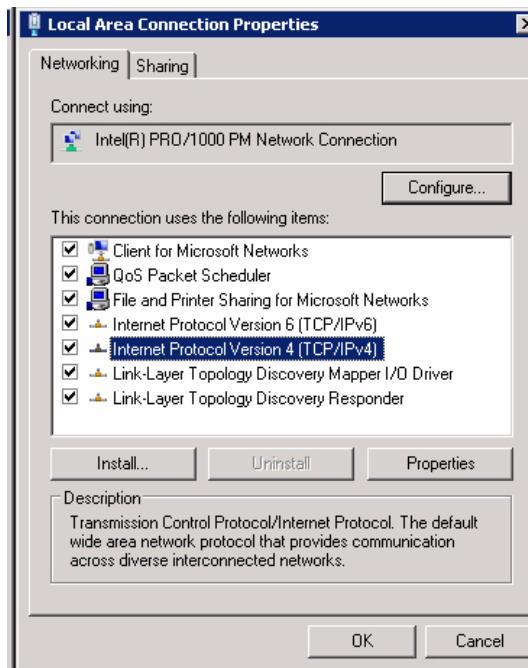 Local Area Connection Properties
Networking
Sharing
Connect using:
Intel(R) PRO/1000 PM Network Connection
Configure...
This connection uses the following items:
Client for Microsoft Networks
QoS Packet Scheduler
File and Printer Sharing for Microsoft Networks
Internet Protocol Version 6 (TCP/IPv6)
Internet Protocol Version 4 (TCP/IPv4)
Link-Layer Topology Discovery Mapper I/O Driver
Link-Layer Topology Discovery Responder
Install...
Uninstall
Properties
Description
Transmission Control Protocol/Internet Protocol. The default
wide area network protocol that provides communication
across diverse interconnected networks.
OK
Cancel